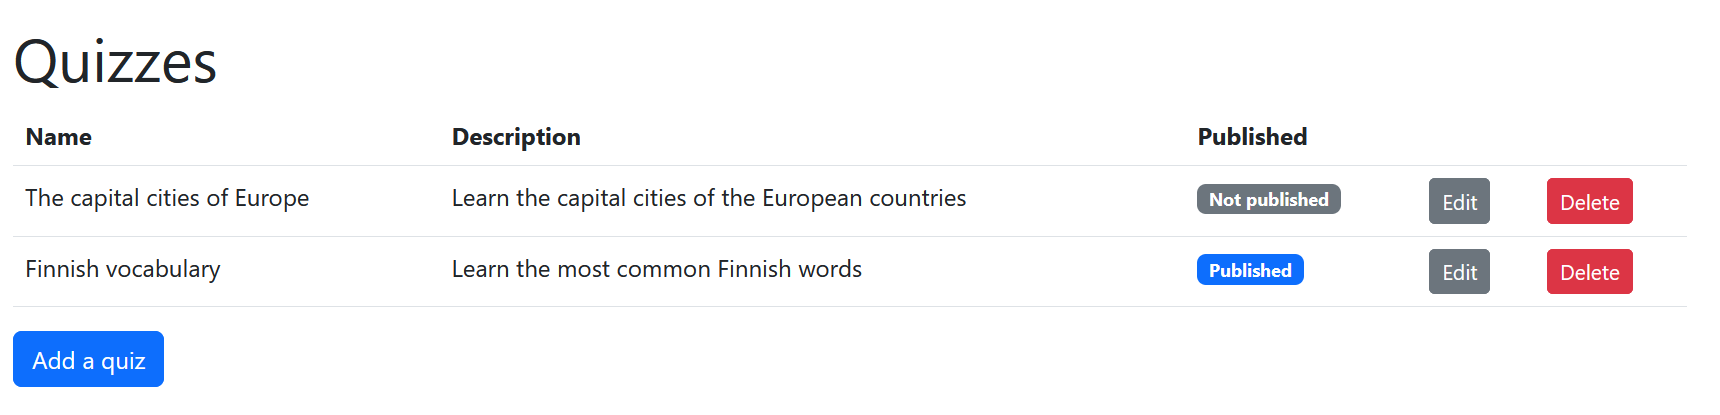 Quizzes
Name Description Published
The capital cities of Europe Learn the capital cities of the European countries Not published Edit Delete
Finnish vocabulary Learn the most common Finnish words Published Edit Delete
Add a quiz